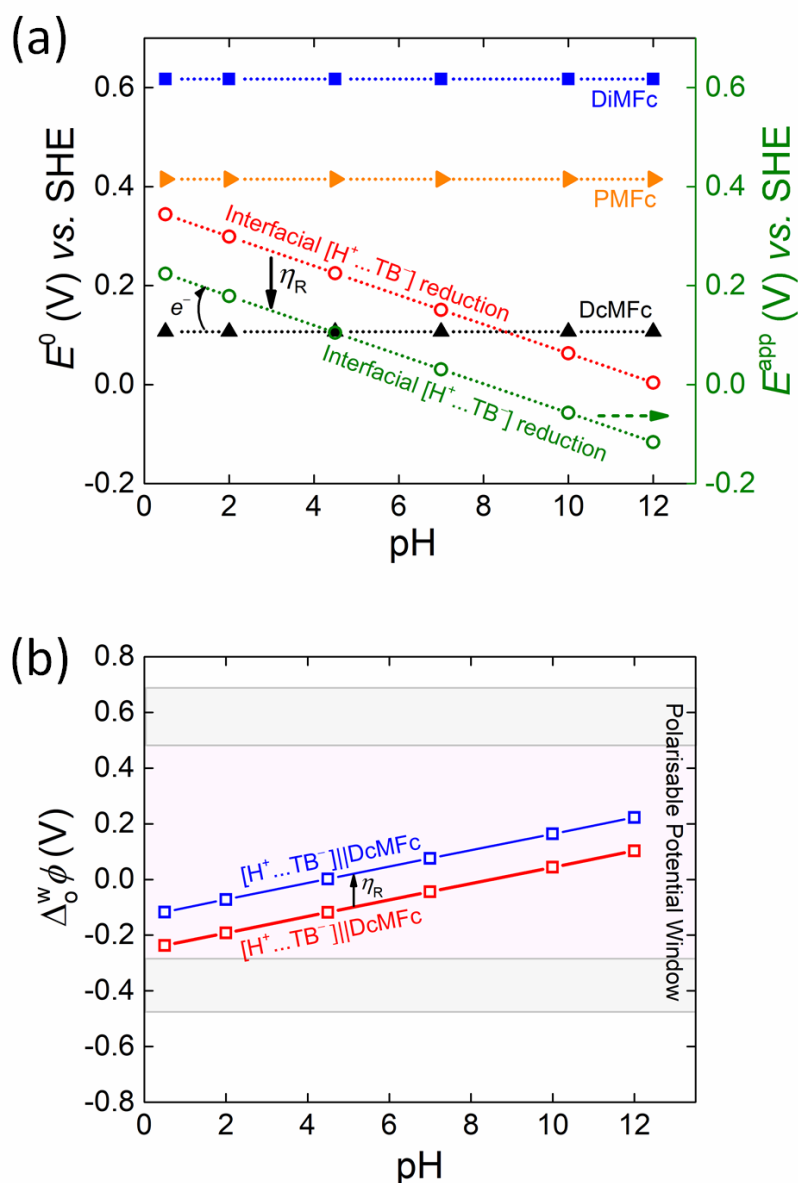 (a)
E⁰ (V) vs. SHE
0.6
0.4
0.2
0.0
-0.2
DiMFc
PMFc
Interfacial [H⁺...TB⁻] reduction
ηR
e⁻
DcMFc
Interfacial [H⁺...TB⁻] reduction
0.6
0.4
0.2
0.0
-0.2
Eᵃᵖᵖ (V) vs. SHE
0 2 4 6 8 10 12
pH
(b)
Δₒʷϕ (V)
0.8
0.6
0.4
0.2
0.0
-0.2
-0.4
-0.6
-0.8
[H⁺...TB⁻]||DcMFc
ηR
[H⁺...TB⁻]||DcMFc
Polarisable Potential Window
0 2 4 6 8 10 12
pH